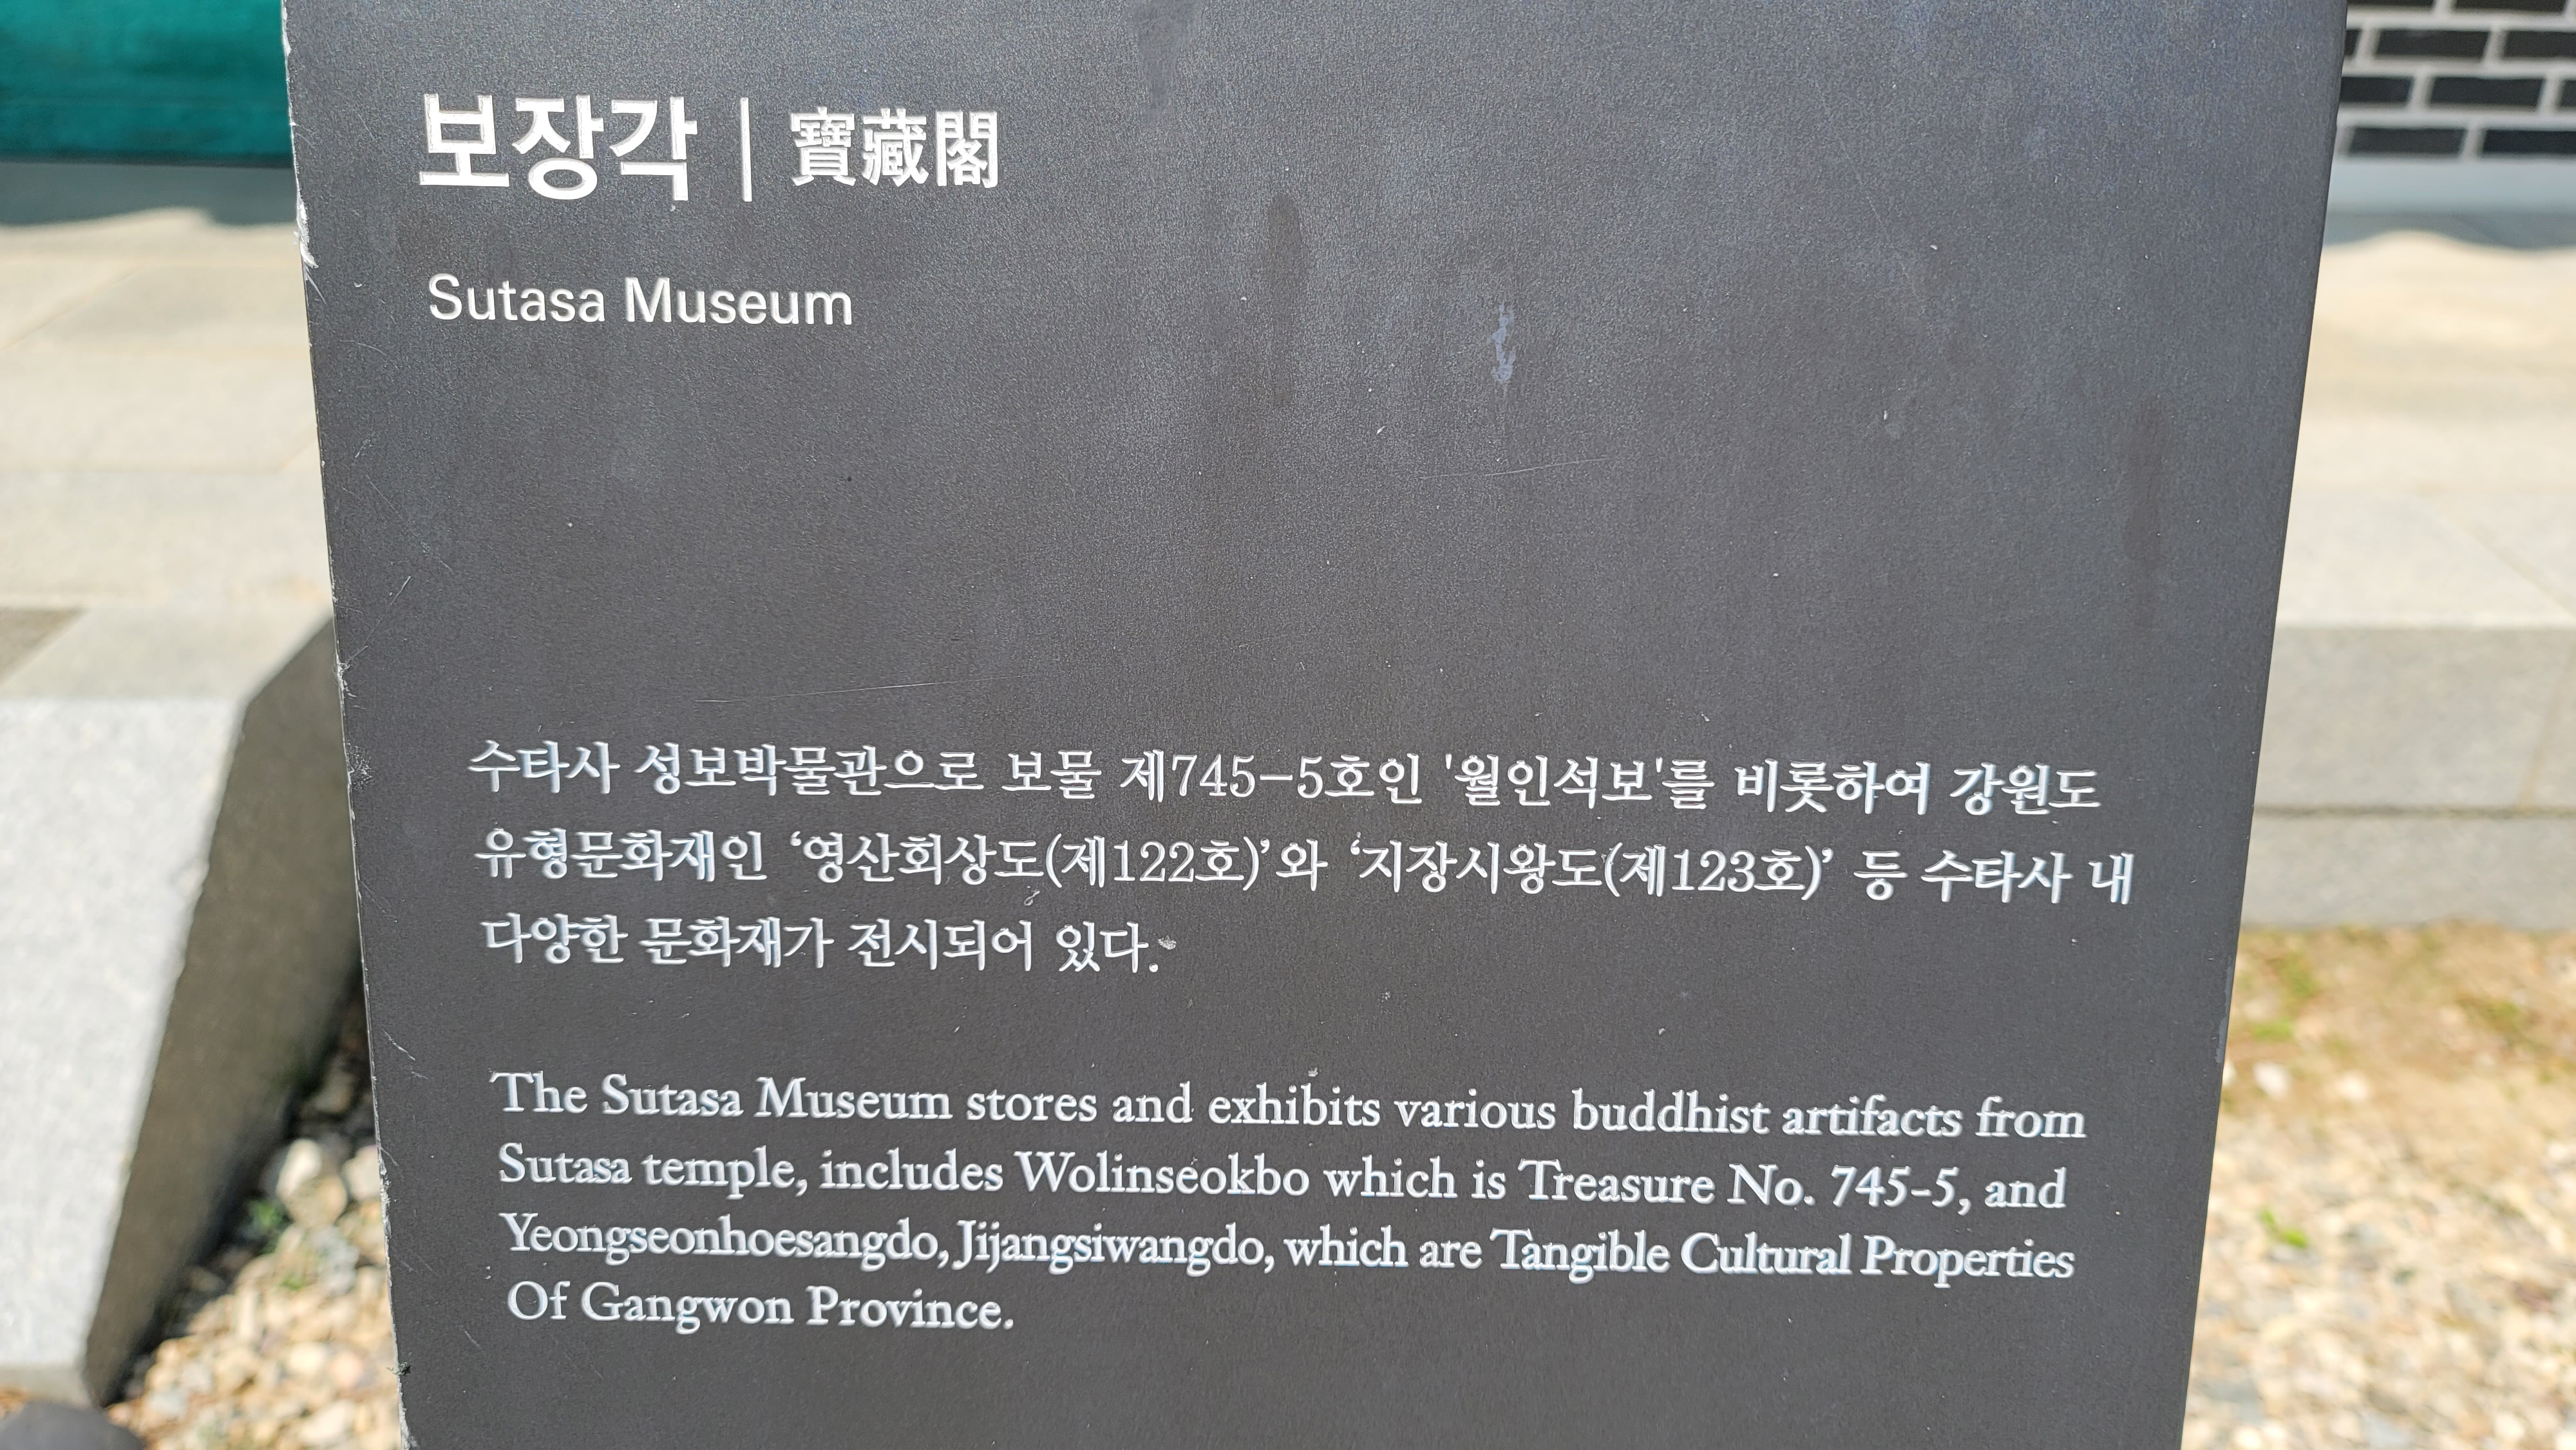 보장각 | 寶藏閣
Sutasa Museum
수타사 성보박물관으로 보물 제745-5호인 '월인석보'를 비롯하여 강원도
유형문화재인 ‘영산회상도(제122호)’와 ‘지장시왕도(제123호)’ 등 수타사 내
다양한 문화재가 전시되어 있다.
The Sutasa Museum stores and exhibits various buddhist artifacts from
Sutasa temple, includes Wolinseokbo which is Treasure No. 745-5, and
Yeongseonhoesangdo, Jijangsiwangdo, which are Tangible Cultural Properties
Of Gangwon Province.